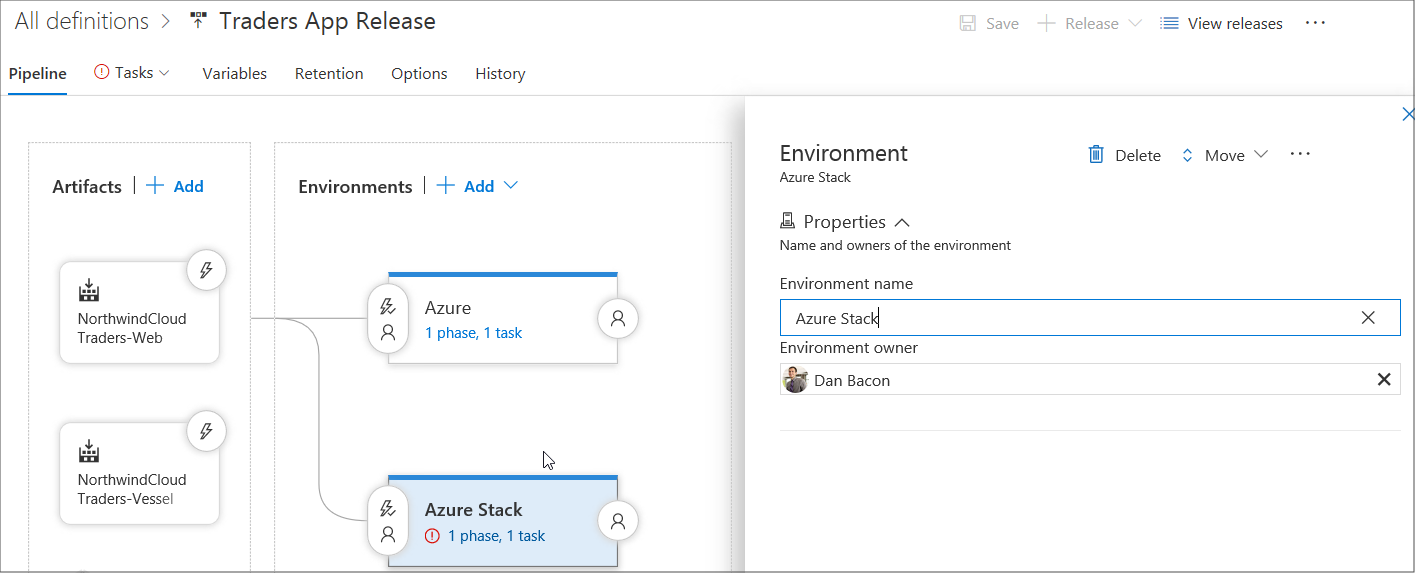 All definitions > Traders App Release
Save
Release
View releases
...
Pipeline
Tasks
Variables
Retention
Options
History
Artifacts | + Add
Environments | + Add
NorthwindCloud
Traders-Web
NorthwindCloud
Traders-Vessel
Azure
1 phase, 1 task
Azure Stack
1 phase, 1 task
Environment
Azure Stack
Delete
Move
...
Properties
Name and owners of the environment
Environment name
Azure Stack
Environment owner
Dan Bacon